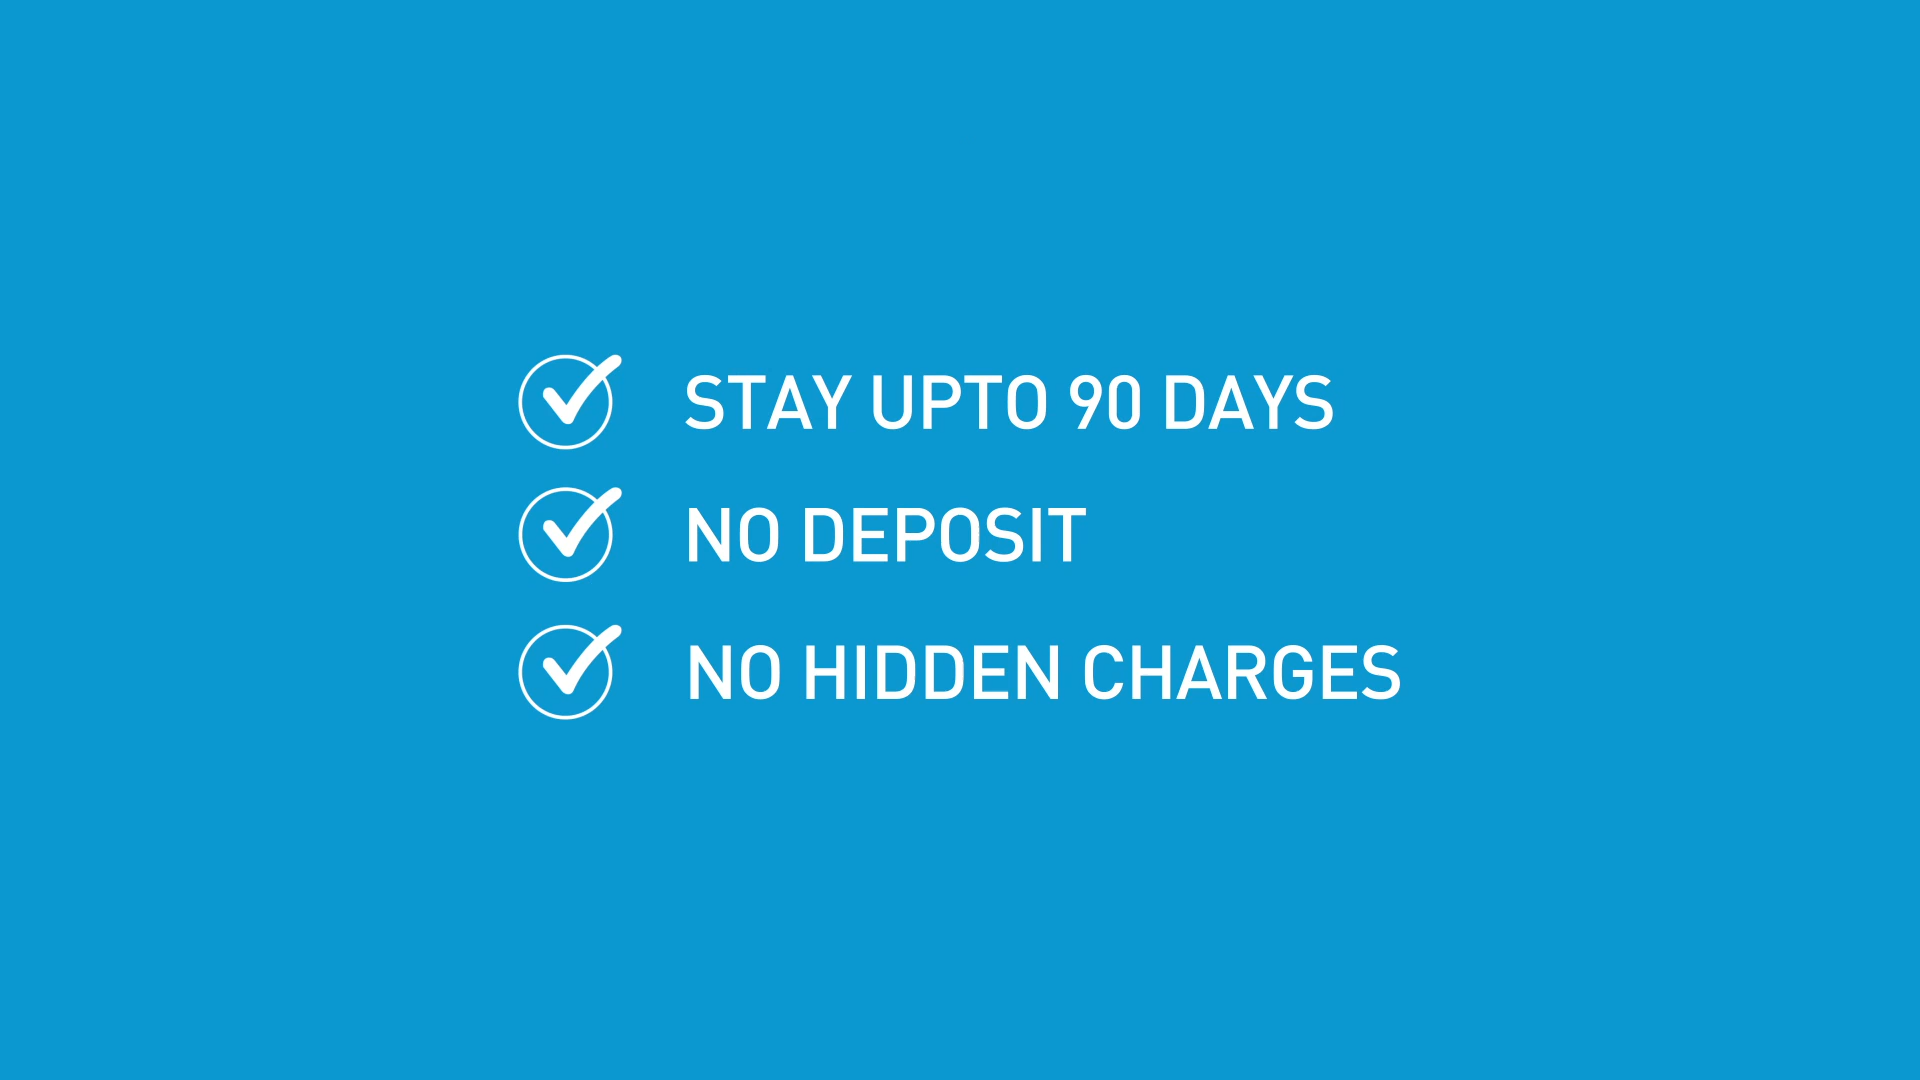 STAY UPTO 90 DAYS
NO DEPOSIT
NO HIDDEN CHARGES